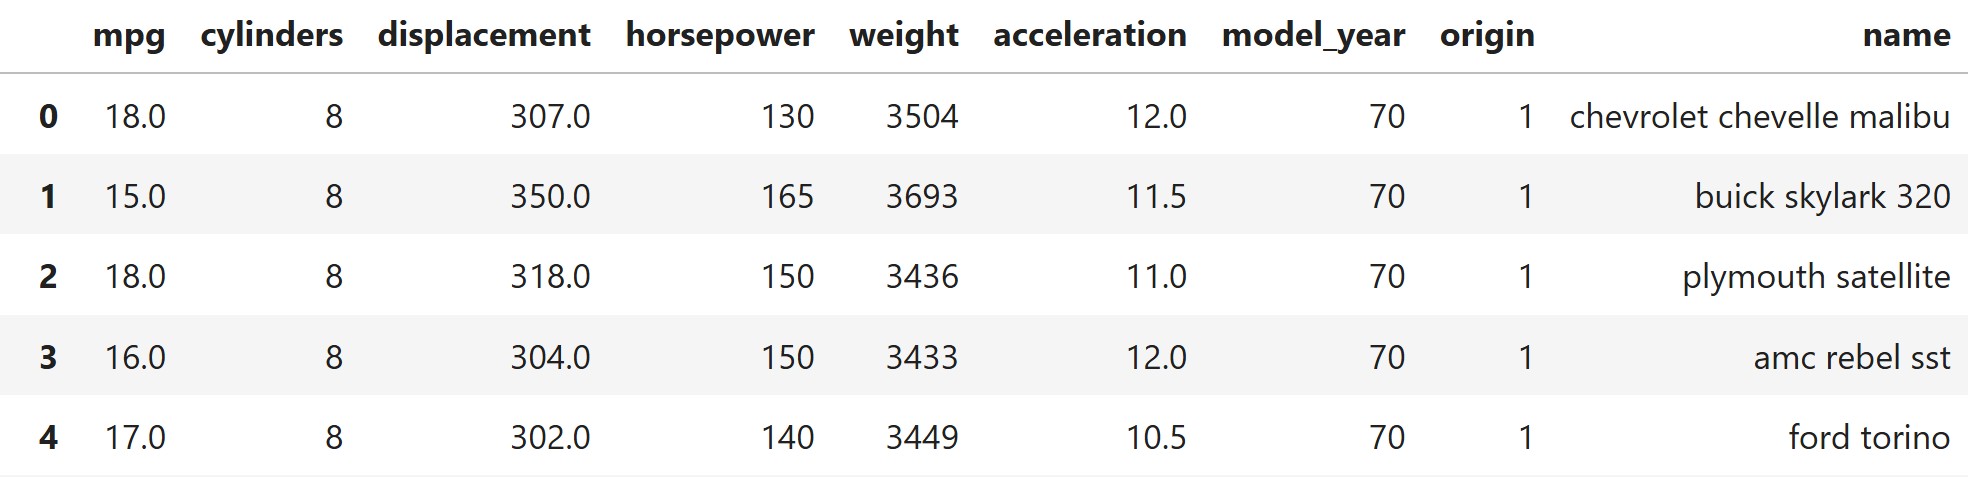 mpg cylinders displacement horsepower weight acceleration model_year origin name
0 18.0 8 307.0 130 3504 12.0 70 1 chevrolet chevelle malibu
1 15.0 8 350.0 165 3693 11.5 70 1 buick skylark 320
2 18.0 8 318.0 150 3436 11.0 70 1 plymouth satellite
3 16.0 8 304.0 150 3433 12.0 70 1 amc rebel sst
4 17.0 8 302.0 140 3449 10.5 70 1 ford torino